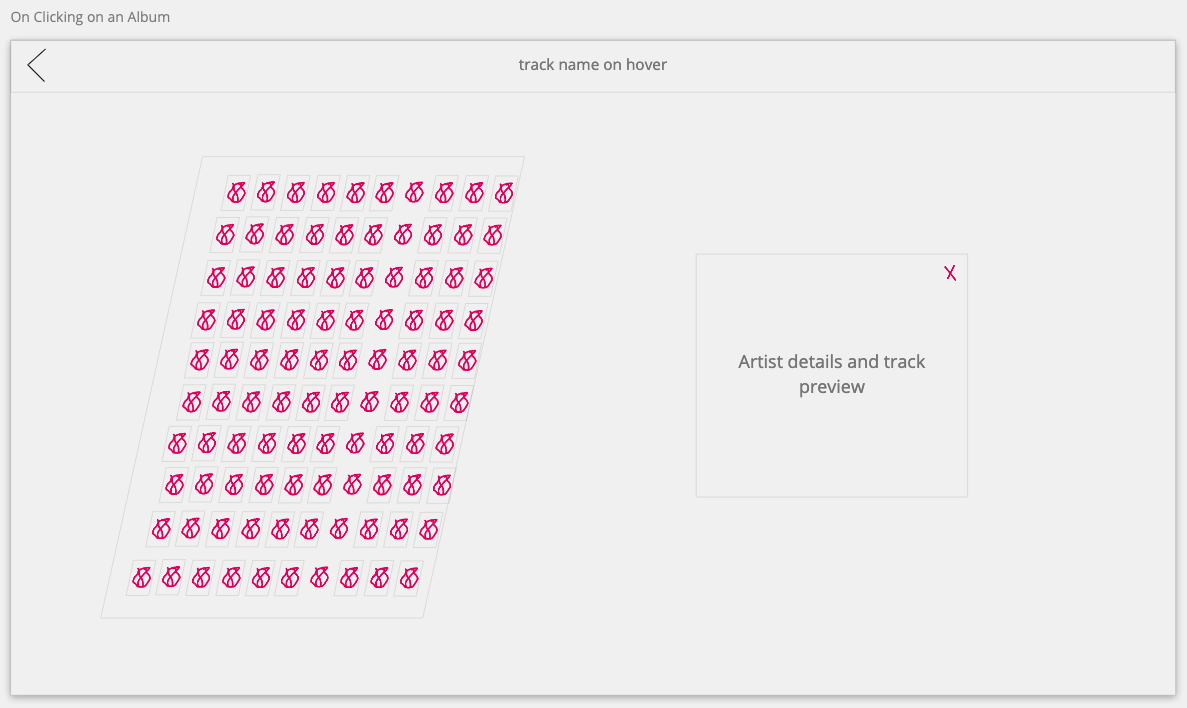 On Clicking on an Album
track name on hover
X
Artist details and track
preview